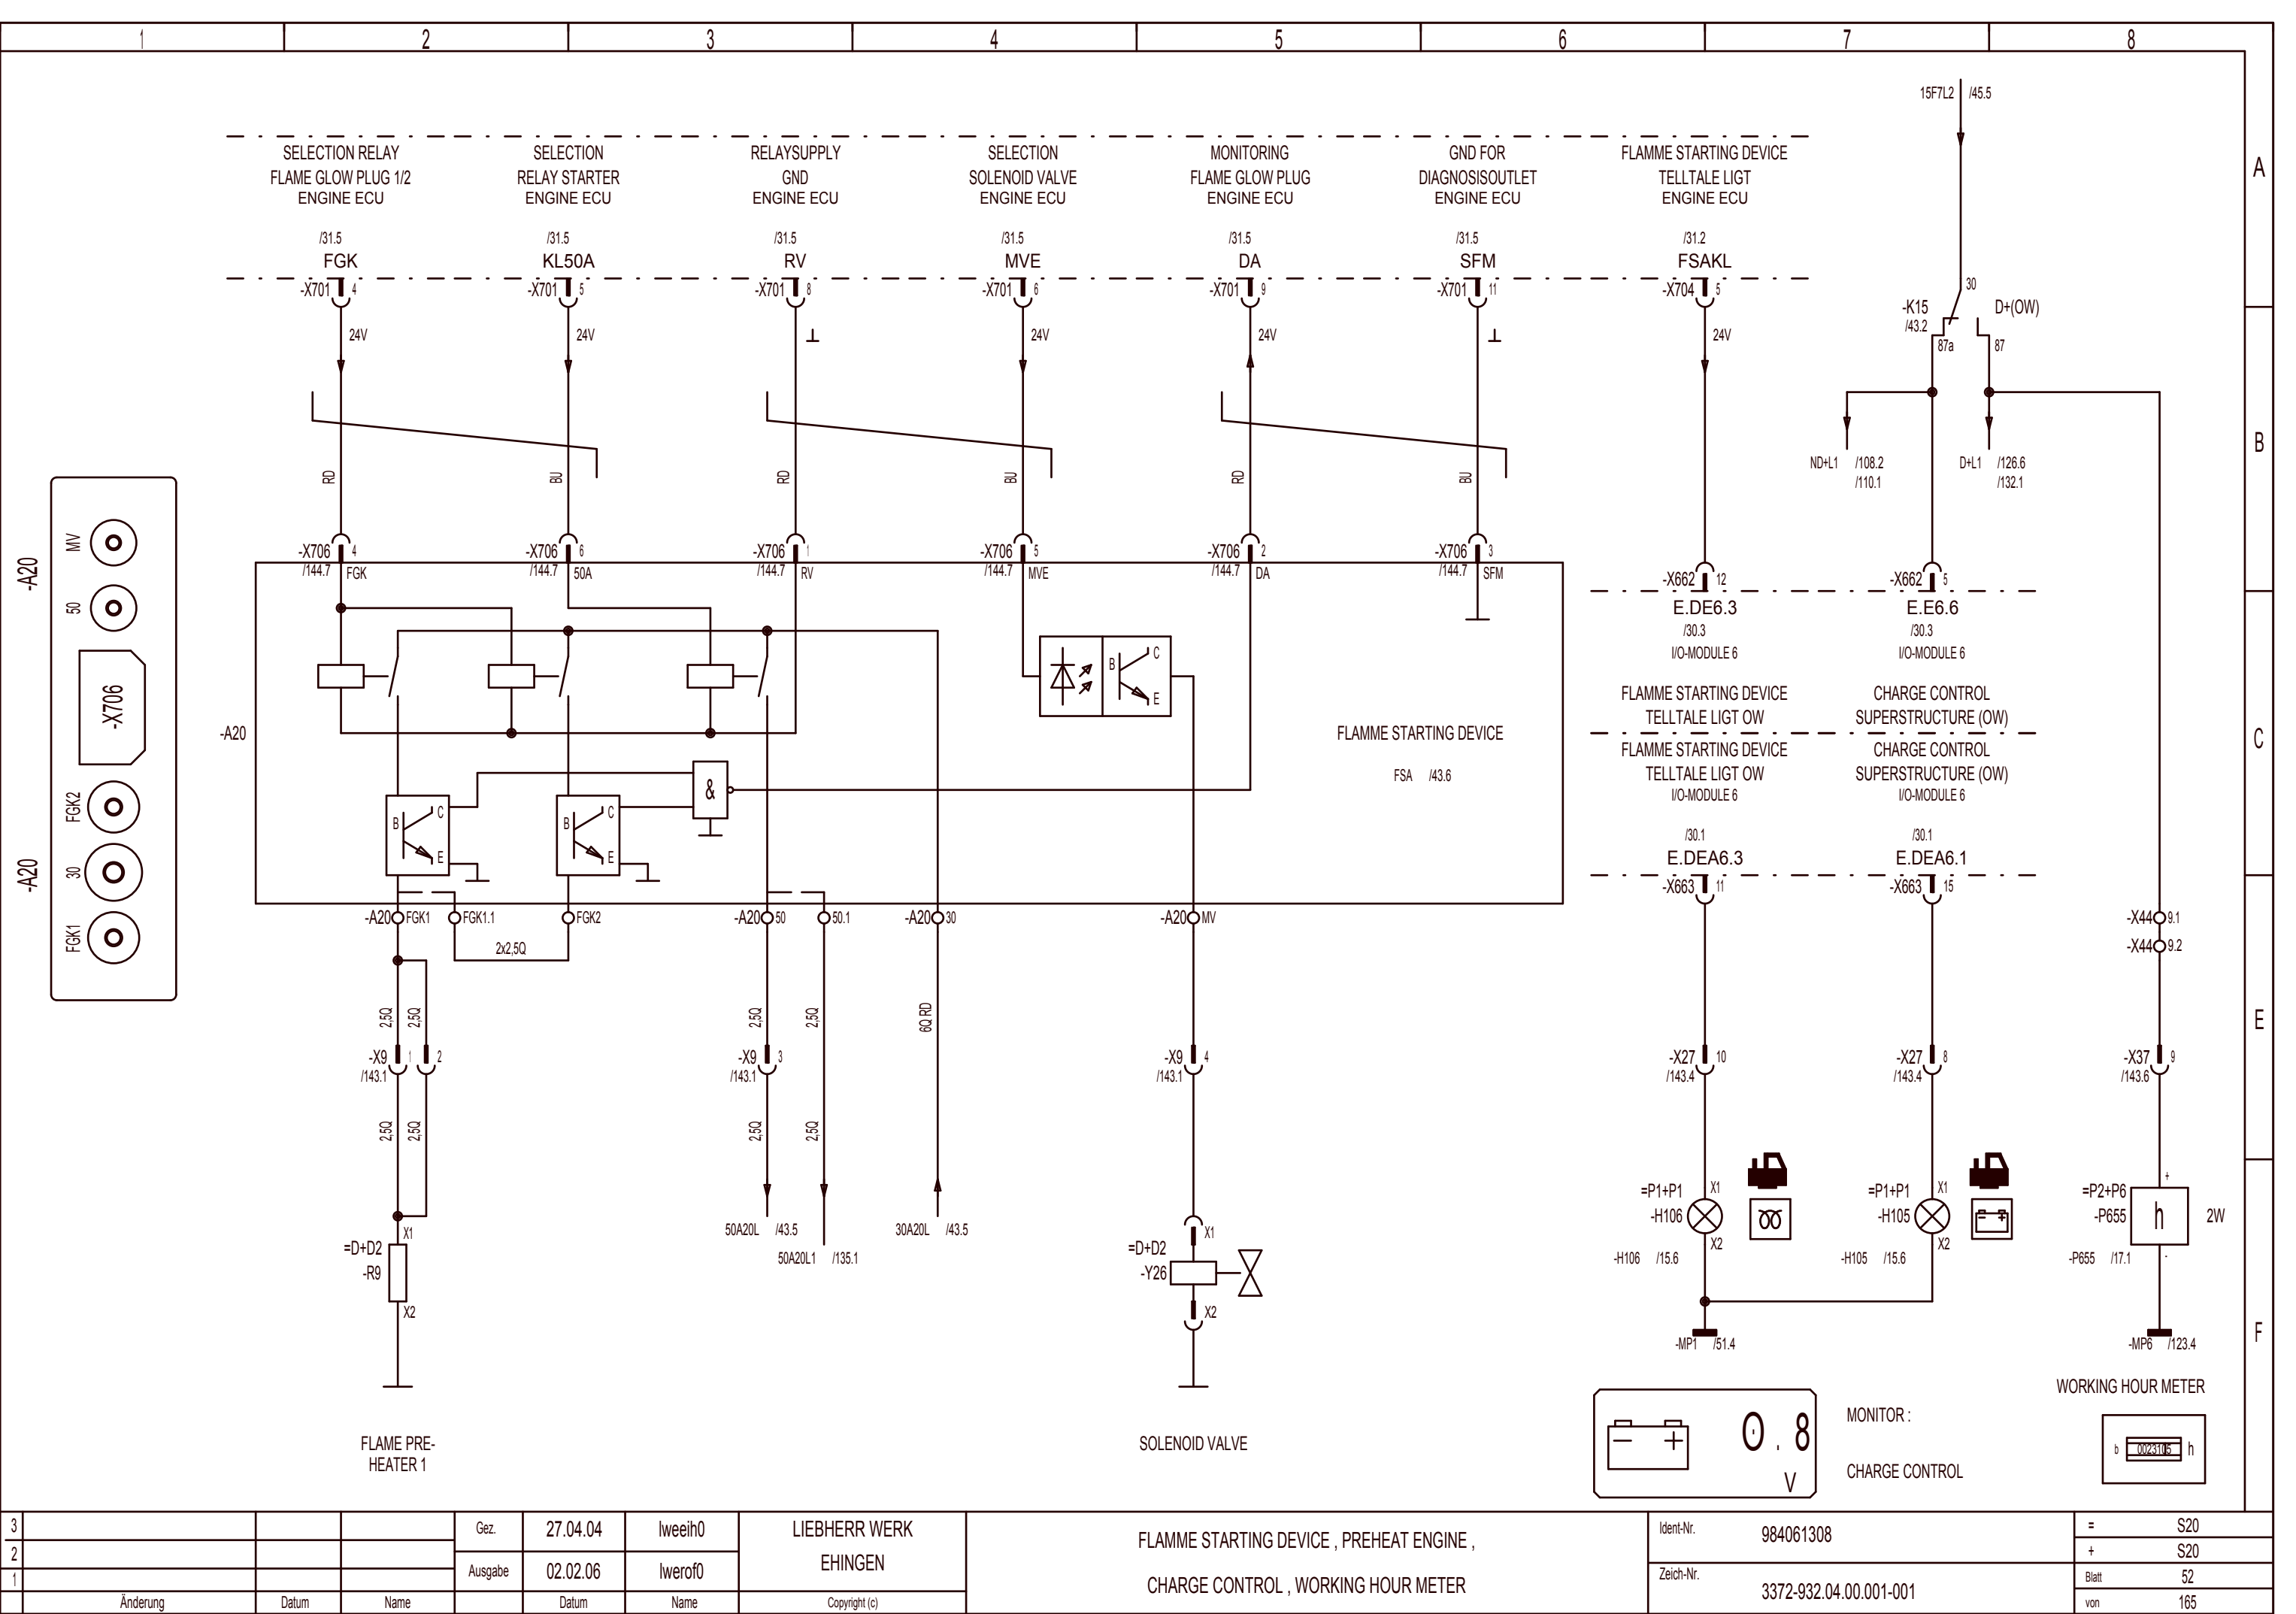 1 2 3 4 5 6 7 8
15F7L2 /45.5
SELECTION RELAY
FLAME GLOW PLUG 1/2
ENGINE ECU
SELECTION
RELAY STARTER
ENGINE ECU
RELAYSUPPLY
GND
ENGINE ECU
SELECTION
SOLENOID VALVE
ENGINE ECU
MONITORING
FLAME GLOW PLUG
ENGINE ECU
GND FOR
DIAGNOSISOUTLET
ENGINE ECU
FLAMME STARTING DEVICE
TELLTALE LIGT
ENGINE ECU
A
/31.5 /31.5 /31.5 /31.5 /31.5 /31.5 /31.2
FGK KL50A RV MVE DA SFM FSAKL
-X701 4 -X701 5 -X701 8 -X701 6 -X701 9 -X701 11 -X704 5
30
-K15 D+(OW)
/43.2
87a 87
24V 24V 24V 24V 24V
B
ND+L1 /108.2
/110.1
D+L1 /126.6
/132.1
RD BU RD BU RD BU
-X706 4 -X706 6 -X706 1 -X706 5 -X706 2 -X706 3
/144.7 FGK /144.7 50A /144.7 RV /144.7 MVE /144.7 DA /144.7 SFM
-X662 12 -X662 5
E.DE6.3 E.E6.6
/30.3 /30.3
I/O-MODULE 6 I/O-MODULE 6
-A20
MV
50
-X706
FGK2
30
FGK1
-A20
B C E
-A20
FLAMME STARTING DEVICE
FSA /43.6
&
B C E
B C E
FLAMME STARTING DEVICE
TELLTALE LIGT OW
CHARGE CONTROL
SUPERSTRUCTURE (OW)
C
FLAMME STARTING DEVICE
TELLTALE LIGT OW
I/O-MODULE 6
CHARGE CONTROL
SUPERSTRUCTURE (OW)
I/O-MODULE 6
/30.1 /30.1
E.DEA6.3 E.DEA6.1
-X663 11 -X663 15
-A20 FGK1 FGK1.1 FGK2 -A20 50 50.1 -A20 30 -A20 MV
-X44 9.1
-X44 9.2
2x2,5Q
2,5Q 2,5Q 2,5Q 2,5Q 6Q RD
E
-X9 1 2 -X9 3 -X9 4 -X27 10 -X27 8 -X37 9
/143.1 /143.1 /143.1 /143.4 /143.4 /143.6
2,5Q 2,5Q 2,5Q 2,5Q
50A20L /43.5
50A20L1 /135.1
30A20L /43.5
=D+D2 X1
-R9
X2
=D+D2 X1
-Y26
X2
=P1+P1 X1
-H106
X2
-H106 /15.6
=P1+P1 X1
-H105
X2
-H105 /15.6
=P2+P6 +
-P655 h 2W
-P655 /17.1 -
-MP1 /51.4
-MP6 /123.4
F
WORKING HOUR METER
FLAME PRE-
HEATER 1
SOLENOID VALVE
0.8
V
MONITOR :
CHARGE CONTROL
b h
3
2
1
Änderung Datum Name
Gez. 27.04.04 lweeih0
Ausgabe 02.02.06 lwerof0
Datum Name
LIEBHERR WERK
EHINGEN
Copyright (c)
FLAMME STARTING DEVICE , PREHEAT ENGINE ,
CHARGE CONTROL , WORKING HOUR METER
Ident-Nr. 984061308
Zeich-Nr. 3372-932.04.00.001-001
= S20
+ S20
Blatt 52
von 165